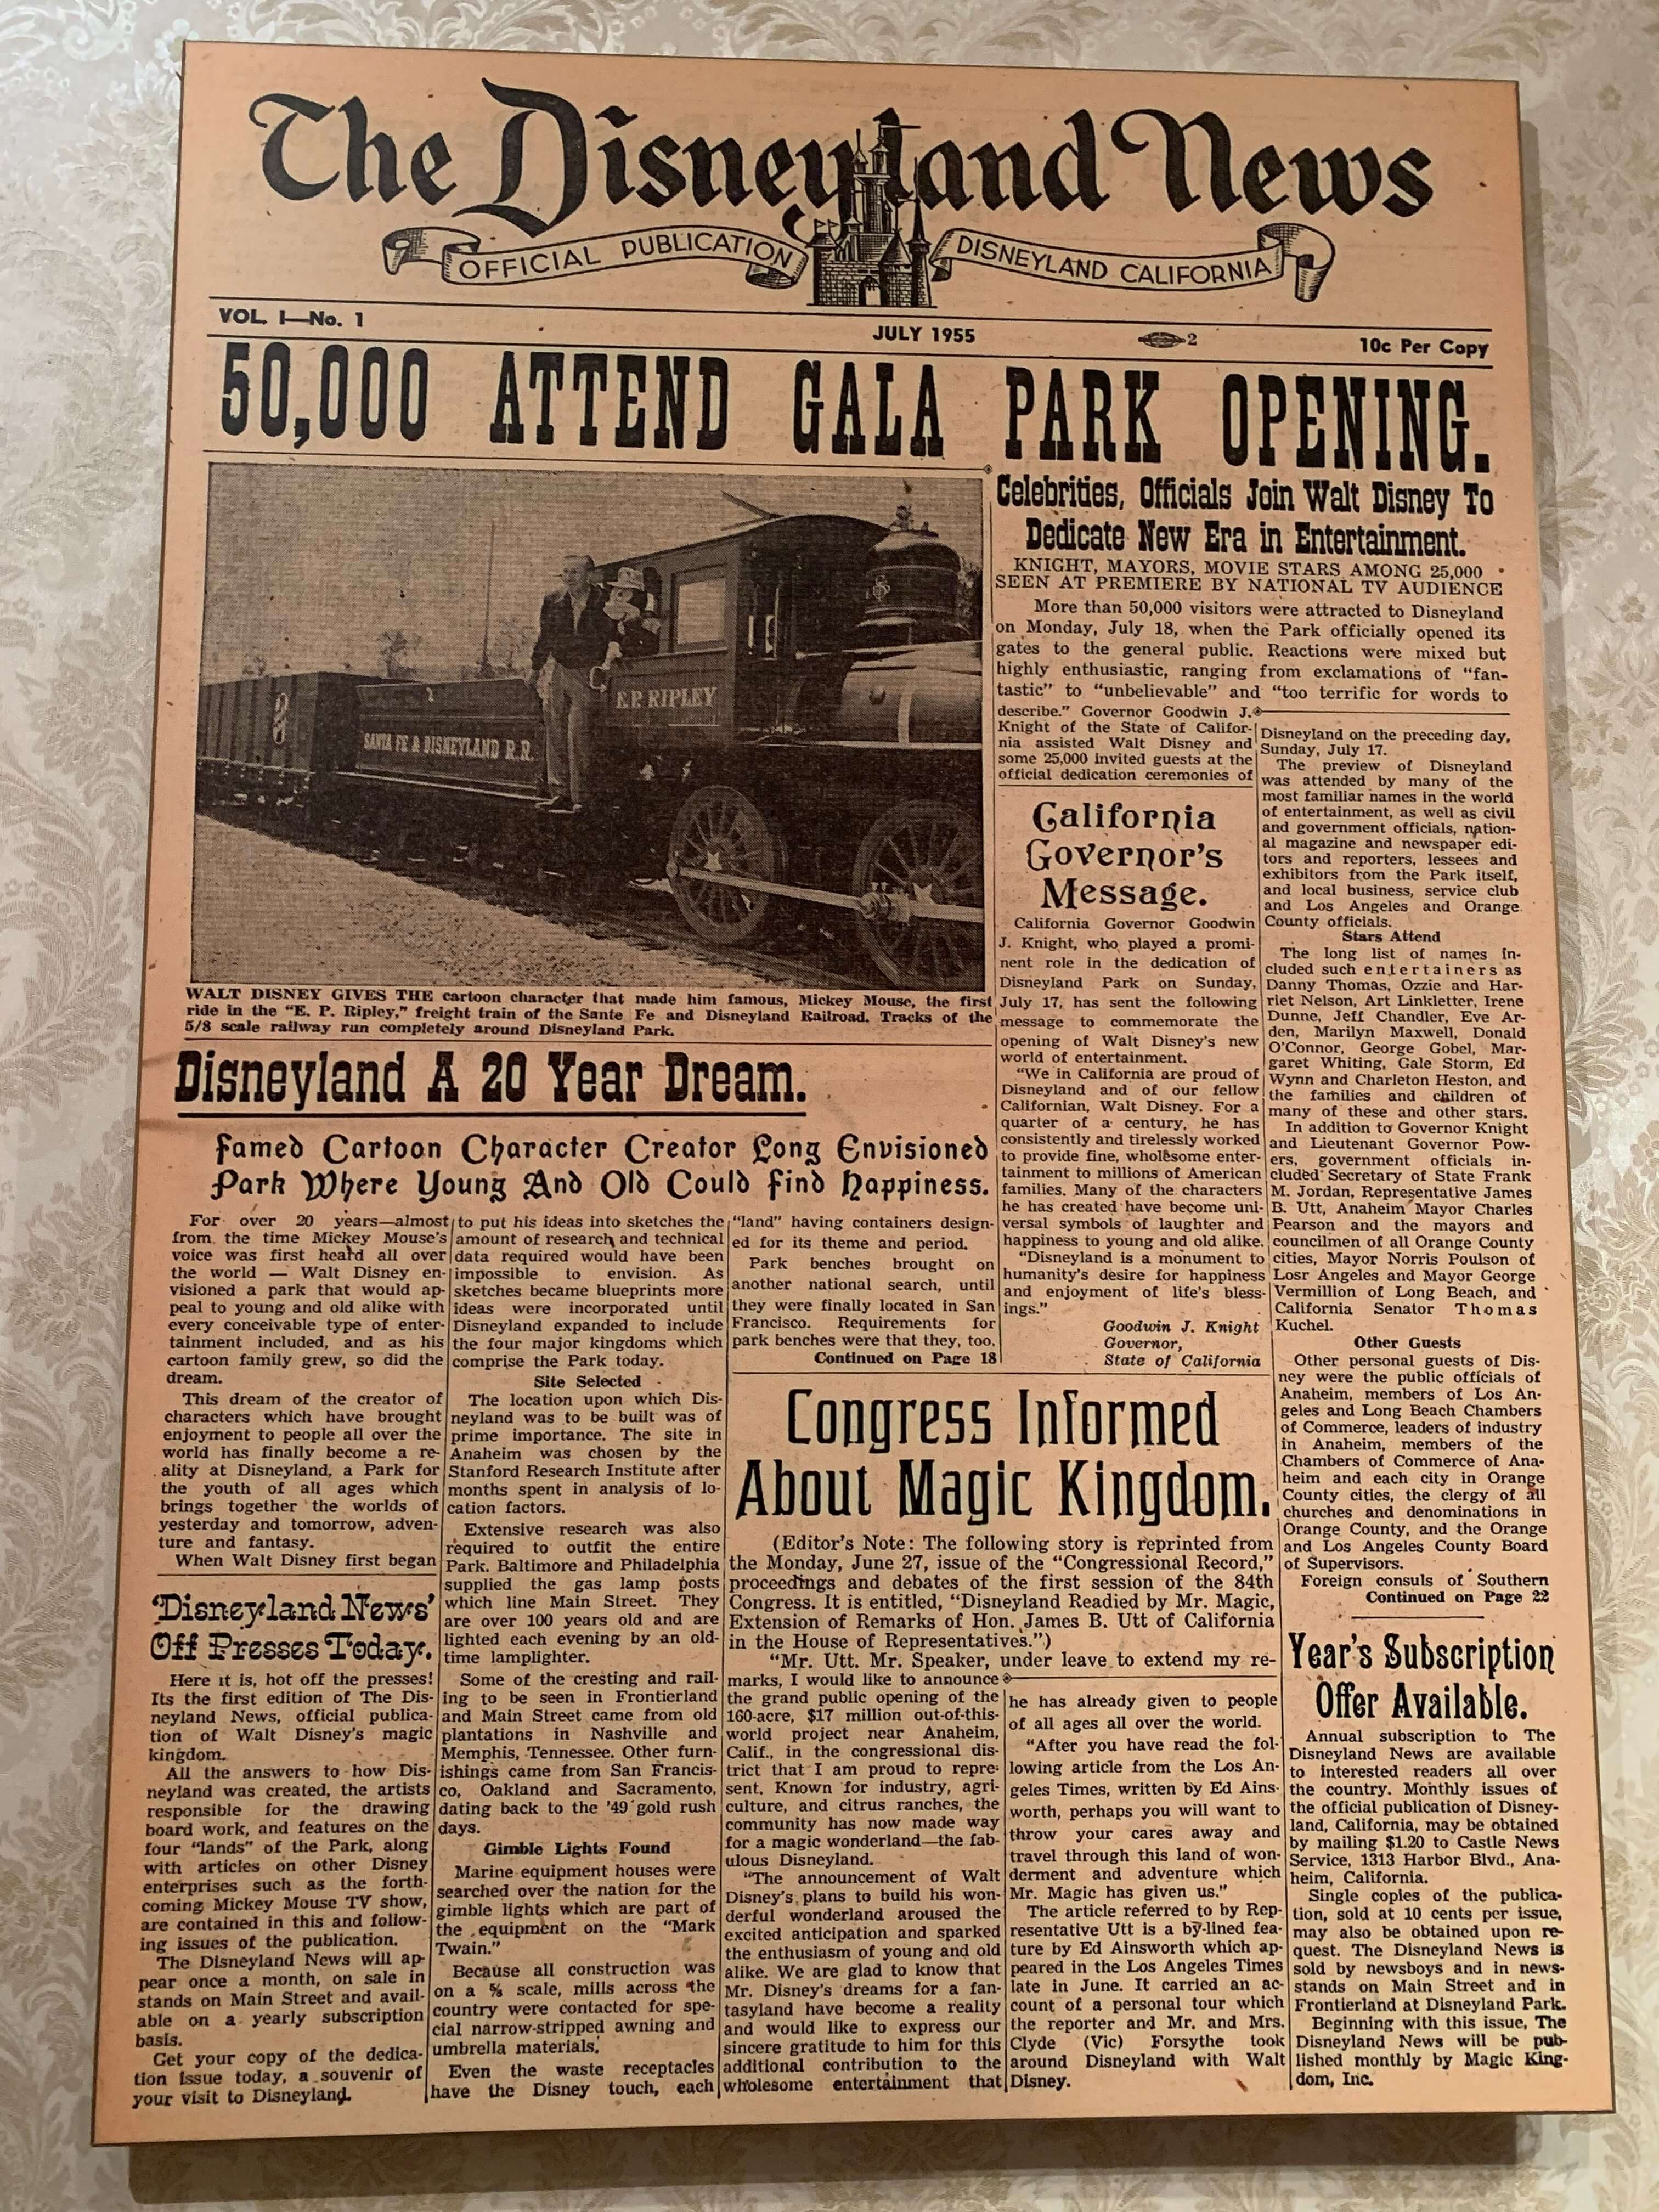 The Disneyland News
OFFICIAL PUBLICATION
DISNEYLAND CALIFORNIA
VOL. I—No. 1
JULY 1955
2
10c Per Copy
50,000 ATTEND GALA PARK OPENING.
E.P. RIPLEY
SANTA FE & DISNEYLAND R.R.
WALT DISNEY GIVES THE cartoon character that made him famous, Mickey Mouse, the first
ride in the "E. P. Ripley," freight train of the Sante Fe and Disneyland Railroad. Tracks of the
5/8 scale railway run completely around Disneyland Park.
Celebrities, Officials Join Walt Disney To
Dedicate New Era in Entertainment.
KNIGHT, MAYORS, MOVIE STARS AMONG 25,000
SEEN AT PREMIERE BY NATIONAL TV AUDIENCE
More than 50,000 visitors were attracted to Disneyland
on Monday, July 18, when the Park officially opened its
gates to the general public. Reactions were mixed but
highly enthusiastic, ranging from exclamations of "fan-
tastic" to "unbelievable" and "too terrific for words to
describe." Governor Goodwin J.
Knight of the State of Califor-
nia assisted Walt Disney and
some 25,000 invited guests at the
official dedication ceremonies of
Disneyland on the preceding day,
Sunday, July 17.
The preview of Disneyland
was attended by many of the
most familiar names in the world
of entertainment, as well as civil
and government officials, nation-
al magazine and newspaper edi-
tors and reporters, lessees and
exhibitors from the Park itself,
and local business, service club
and Los Angeles and Orange
County officials.
Stars Attend
The long list of names in-
cluded such entertainers as
Danny Thomas, Ozzie and Har-
riet Nelson, Art Linkletter, Irene
Dunne, Jeff Chandler, Eve Ar-
den, Marilyn Maxwell, Donald
O'Connor, George Gobel, Mar-
garet Whiting, Gale Storm, Ed
Wynn and Charleton Heston, and
the families and children of
many of these and other stars.
In addition to Governor Knight
and Lieutenant Governor Pow-
ers, government officials in-
cluded Secretary of State Frank
M. Jordan, Representative James
B. Utt, Anaheim Mayor Charles
Pearson and the mayors and
councilmen of all Orange County
cities, Mayor Norris Poulson of
Losr Angeles and Mayor George
Vermillion of Long Beach, and
California Senator Thomas
Kuchel.
Other Guests
Other personal guests of Dis-
ney were the public officials of
Anaheim, members of Los An-
geles and Long Beach Chambers
of Commerce, leaders of industry
in Anaheim, members of the
Chambers of Commerce of Ana-
heim and each city in Orange
County cities, the clergy of all
churches and denominations in
Orange County, and the Orange
and Los Angeles County Board
of Supervisors.
Foreign consuls of Southern
Continued on Page 22
California
Governor's
Message.
California Governor Goodwin
J. Knight, who played a promi-
nent role in the dedication of
Disneyland Park on Sunday,
July 17, has sent the following
message to commemorate the
opening of Walt Disney's new
world of entertainment.
"We in California are proud of
Disneyland and of our fellow
Californian, Walt Disney. For a
quarter of a century, he has
consistently and tirelessly worked
to provide fine, wholesome enter-
tainment to millions of American
families. Many of the characters
he has created have become uni-
versal symbols of laughter and
happiness to young and old alike.
"Disneyland is a monument to
humanity's desire for happiness
and enjoyment of life's bless-
ings."
Goodwin J. Knight
Governor,
State of California
Disneyland A 20 Year Dream.
Famed Cartoon Character Creator Long Envisioned
Park Where Young And Old Could Find Happiness.
For over 20 years—almost
from the time Mickey Mouse's
voice was first heard all over
the world — Walt Disney en-
visioned a park that would ap-
peal to young and old alike with
every conceivable type of enter-
tainment included, and as his
cartoon family grew, so did the
dream.
This dream of the creator of
characters which have brought
enjoyment to people all over the
world has finally become a re-
ality at Disneyland, a Park for
the youth of all ages which
brings together the worlds of
yesterday and tomorrow, adven-
ture and fantasy.
When Walt Disney first began
to put his ideas into sketches the
amount of research and technical
data required would have been
impossible to envision. As
sketches became blueprints more
ideas were incorporated until
Disneyland expanded to include
the four major kingdoms which
comprise the Park today.
Site Selected
The location upon which Dis-
neyland was to be built was of
prime importance. The site in
Anaheim was chosen by the
Stanford Research Institute after
months spent in analysis of lo-
cation factors.
Extensive research was also
required to outfit the entire
Park. Baltimore and Philadelphia
supplied the gas lamp posts
which line Main Street. They
are over 100 years old and are
lighted each evening by an old-
time lamplighter.
Some of the cresting and rail-
ing to be seen in Frontierland
and Main Street came from old
plantations in Nashville and
Memphis, Tennessee. Other furn-
ishings came from San Francis-
co, Oakland and Sacramento,
dating back to the '49 gold rush
days.
Gimble Lights Found
Marine equipment houses were
searched over the nation for the
gimble lights which are part of
the equipment on the "Mark
Twain."
Because all construction was
on a ⅝ scale, mills across the
country were contacted for spe-
cial narrow-stripped awning and
umbrella materials.
Even the waste receptacles
have the Disney touch, each
"land" having containers design-
ed for its theme and period.
Park benches brought on
another national search, until
they were finally located in San
Francisco. Requirements for
park benches were that they, too,
Continued on Page 18
'Disneyland News'
Off Presses Today.
Here it is, hot off the presses!
Its the first edition of The Dis-
neyland News, official publica-
tion of Walt Disney's magic
kingdom.
All the answers to how Dis-
neyland was created, the artists
responsible for the drawing
board work, and features on the
four "lands" of the Park, along
with articles on other Disney
enterprises such as the forth-
coming Mickey Mouse TV show,
are contained in this and follow-
ing issues of the publication.
The Disneyland News will ap-
pear once a month, on sale in
stands on Main Street and avail-
able on a yearly subscription
basis.
Get your copy of the dedica-
tion issue today, a souvenir of
your visit to Disneyland.
Congress Informed
About Magic Kingdom.
(Editor's Note: The following story is reprinted from
the Monday, June 27, issue of the "Congressional Record,"
proceedings and debates of the first session of the 84th
Congress. It is entitled, "Disneyland Readied by Mr. Magic,
Extension of Remarks of Hon. James B. Utt of California
in the House of Representatives.")
"Mr. Utt. Mr. Speaker, under leave to extend my re-
marks, I would like to announce
the grand public opening of the
160-acre, $17 million out-of-this-
world project near Anaheim,
Calif., in the congressional dis-
trict that I am proud to repre-
sent. Known for industry, agri-
culture, and citrus ranches, the
community has now made way
for a magic wonderland—the fab-
ulous Disneyland.
"The announcement of Walt
Disney's plans to build his won-
derful wonderland aroused the
excited anticipation and sparked
the enthusiasm of young and old
alike. We are glad to know that
Mr. Disney's dreams for a fan-
tasyland have become a reality
and would like to express our
sincere gratitude to him for this
additional contribution to the
wholesome entertainment that
he has already given to people
of all ages all over the world.
"After you have read the fol-
lowing article from the Los An-
geles Times, written by Ed Ains-
worth, perhaps you will want to
throw your cares away and
travel through this land of won-
derment and adventure which
Mr. Magic has given us."
The article referred to by Rep-
resentative Utt is a by-lined fea-
ture by Ed Ainsworth which ap-
peared in the Los Angeles Times
late in June. It carried an ac-
count of a personal tour which
the reporter and Mr. and Mrs.
Clyde (Vic) Forsythe took
around Disneyland with Walt
Disney.
Year's Subscription
Offer Available.
Annual subscription to The
Disneyland News are available
to interested readers all over
the country. Monthly issues of
the official publication of Disney-
land, California, may be obtained
by mailing $1.20 to Castle News
Service, 1313 Harbor Blvd., Ana-
heim, California.
Single copies of the publica-
tion, sold at 10 cents per issue,
may also be obtained upon re-
quest. The Disneyland News is
sold by newsboys and in news-
stands on Main Street and in
Frontierland at Disneyland Park.
Beginning with this issue, The
Disneyland News will be pub-
lished monthly by Magic King-
dom, Inc.